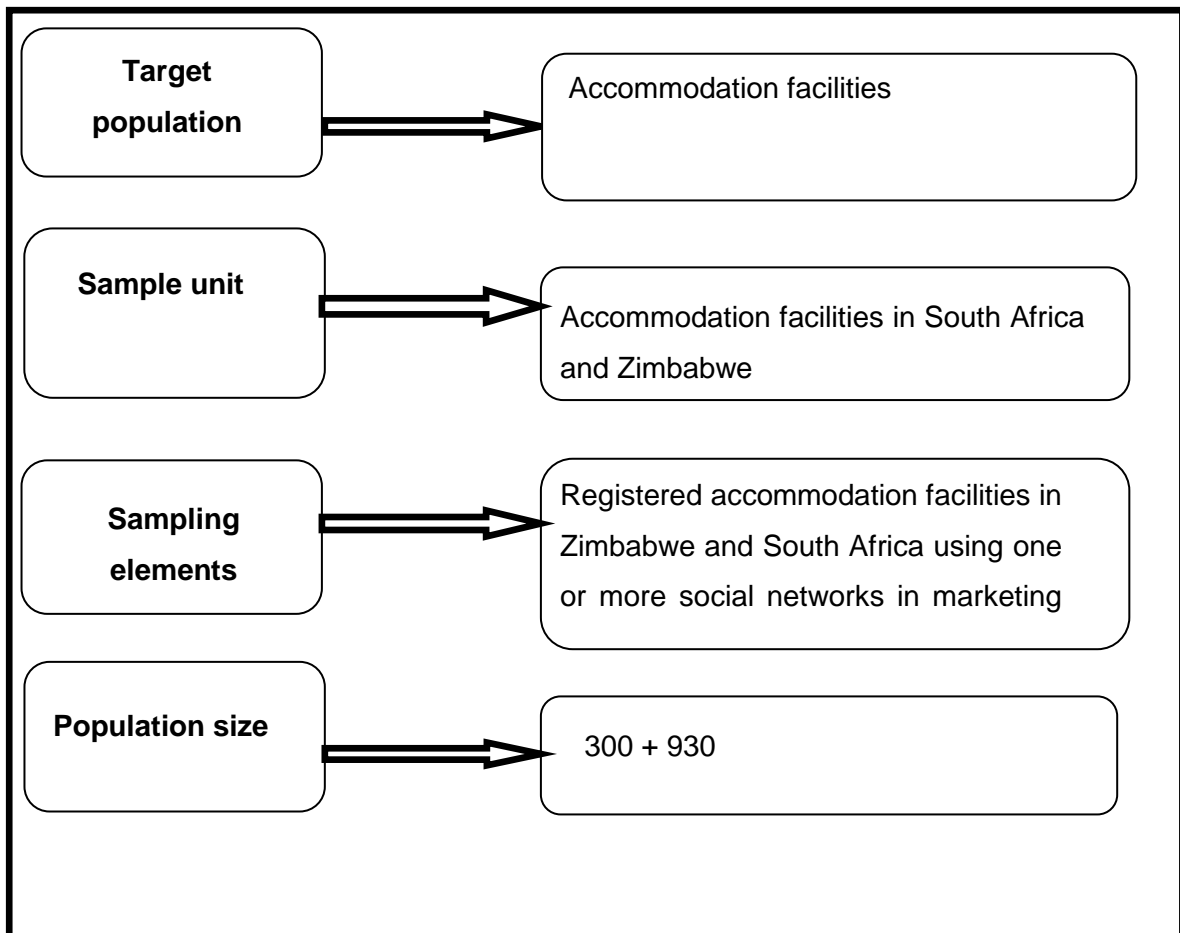 Target
population
Accommodation facilities
Sample unit
Accommodation facilities in South Africa
and Zimbabwe
Sampling
elements
Registered accommodation facilities in
Zimbabwe and South Africa using one
or more social networks in marketing
Population size
300 + 930